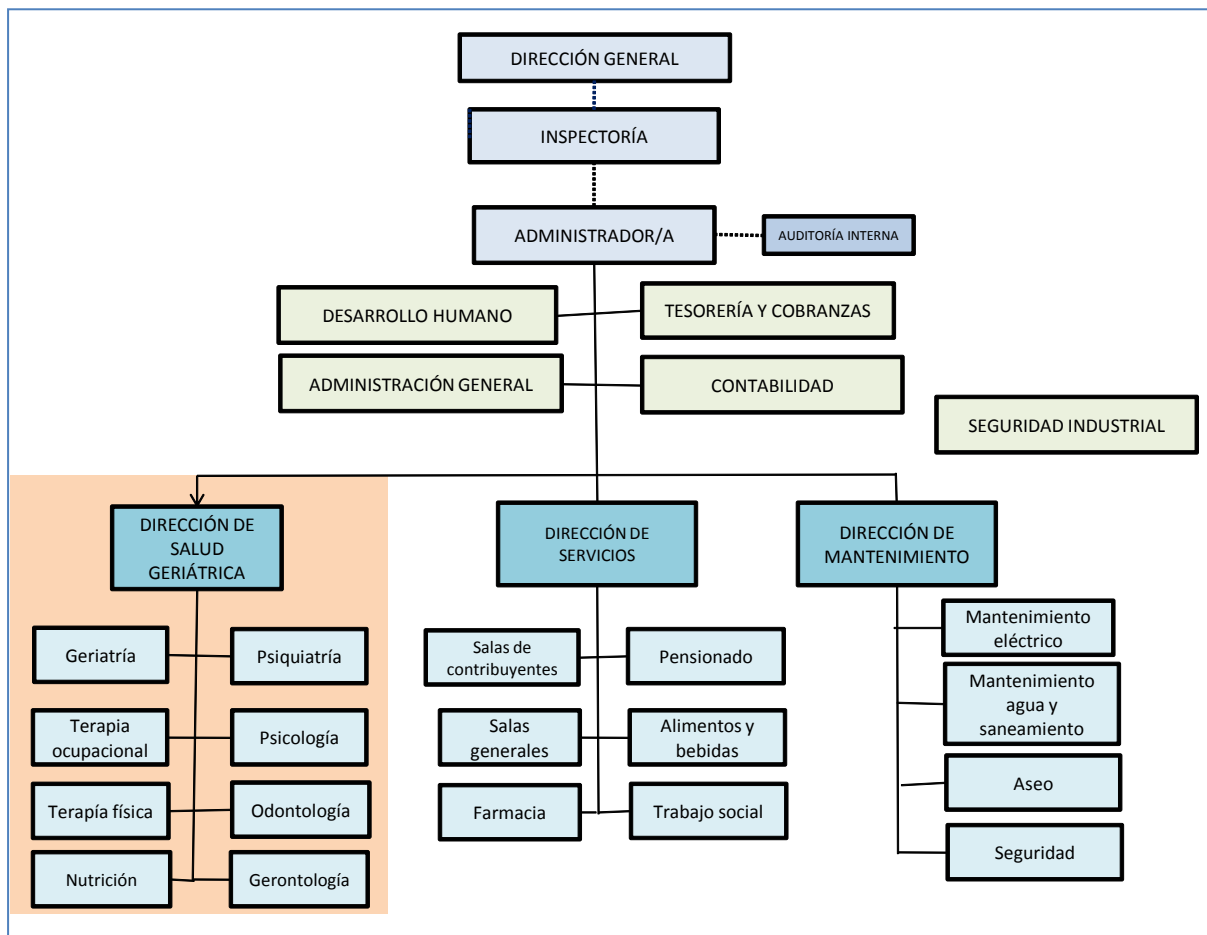 DIRECCIÓN GENERAL
INSPECTORÍA
ADMINISTRADOR/A
AUDITORÍA INTERNA
DESARROLLO HUMANO
TESORERÍA Y COBRANZAS
ADMINISTRACIÓN GENERAL
CONTABILIDAD
SEGURIDAD INDUSTRIAL
DIRECCIÓN DE
SALUD
GERIÁTRICA
DIRECCIÓN DE
SERVICIOS
DIRECCIÓN DE
MANTENIMIENTO
Geriatría
Psiquiatría
Terapia
ocupacional
Psicología
Terapía física
Odontología
Nutrición
Gerontología
Salas de
contribuyentes
Pensionado
Salas
generales
Alimentos y
bebidas
Farmacia
Trabajo social
Mantenimiento
eléctrico
Mantenimiento
agua y
saneamiento
Aseo
Seguridad